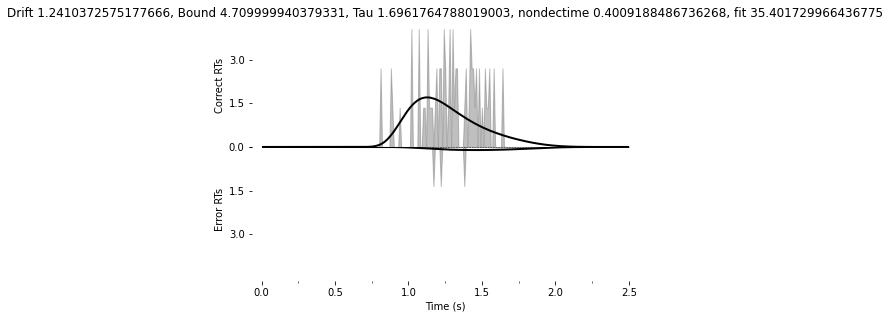 Drift 1.2410372575177666, Bound 4.709999940379331, Tau 1.6961764788019003, nondectime 0.4009188486736268, fit 35.401729966436775
Correct RTs
3.0
1.5
0.0
Error RTs
1.5
3.0
0.0 0.5 1.0 1.5 2.0 2.5
Time (s)